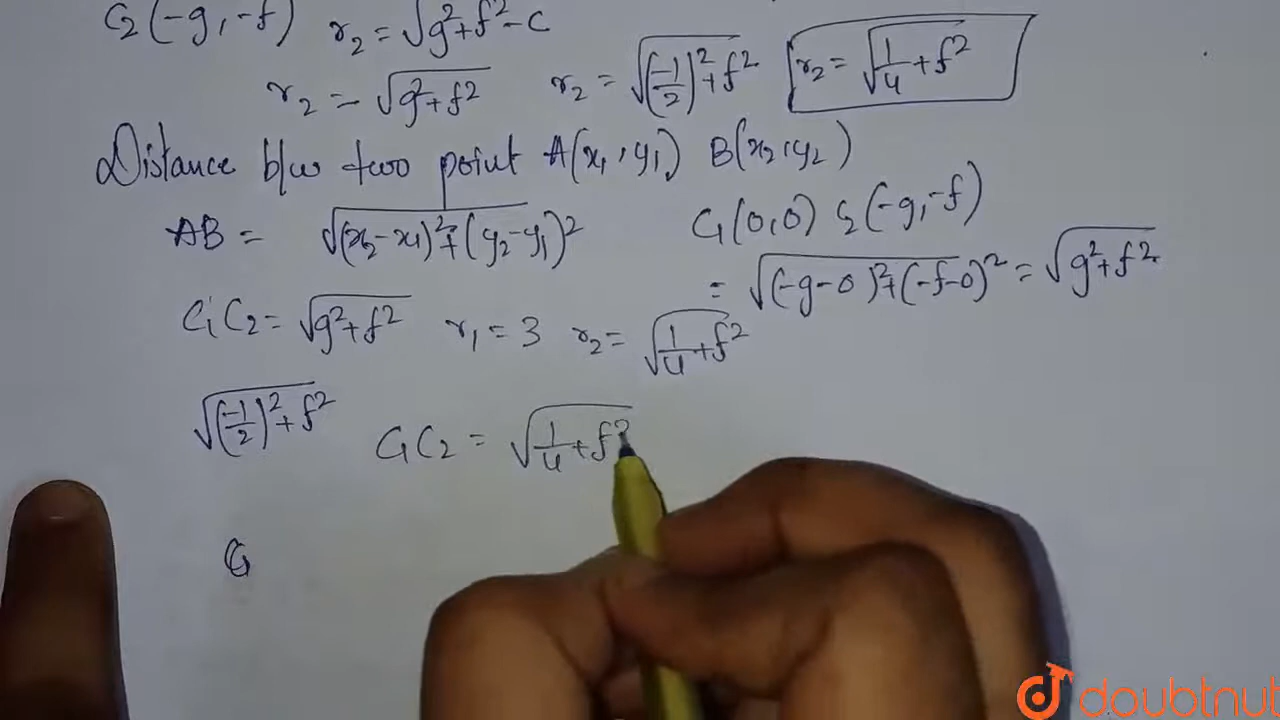 C₂(-g,-f) r₂ = √g²+f²-c
r₂ = √g²+f² r₂ = √(-1/2)²+f² r₂ = √1/4+f²
Distance b/w two point A(x₁,y₁) B(x₂,y₂)
AB = √(x₂-x₁)²+(y₂-y₁)² C₁(0,0) C₂(-g,-f)
= √(-g-0)²+(-f-0)² = √g²+f²
C₁C₂ = √g²+f² r₁ = 3 r₂ = √1/4+f²
√(-1/2)²+f² C₁C₂ = √1/4+f²
C₁
doubtnut